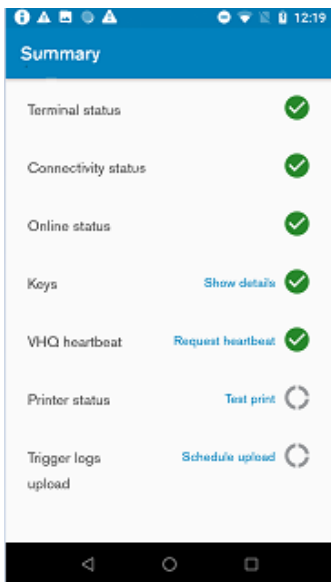 12:19
Summary
Terminal status
Connectivity status
Online status
Keys Show details
VHQ heartbeat Request heartbeat
Printer status Test print
Trigger logs Schedule upload
upload